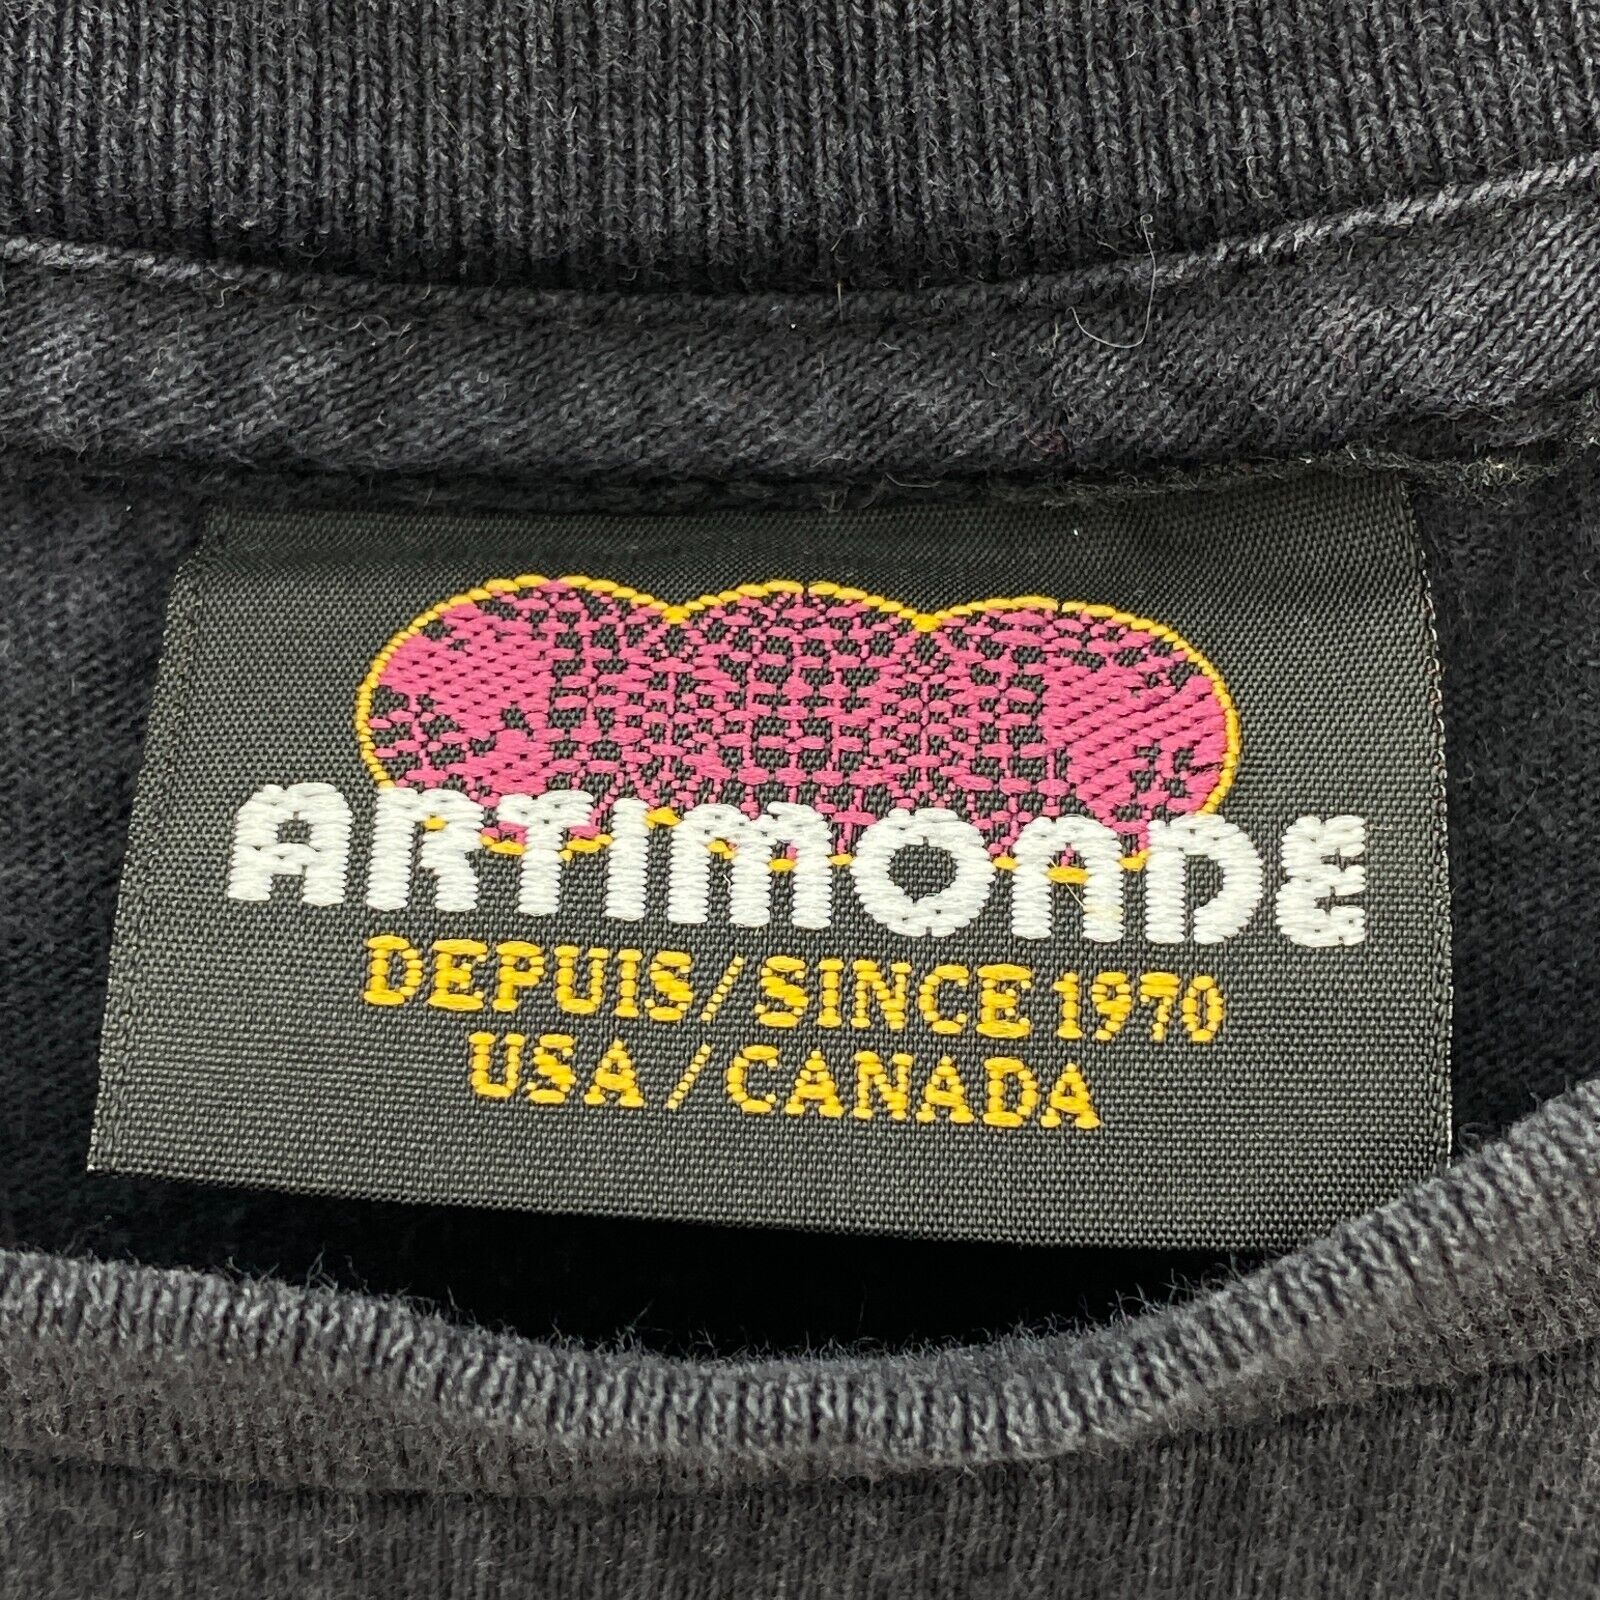 ARTIMONDE
DEPUIS/SINCE 1970
USA/CANADA